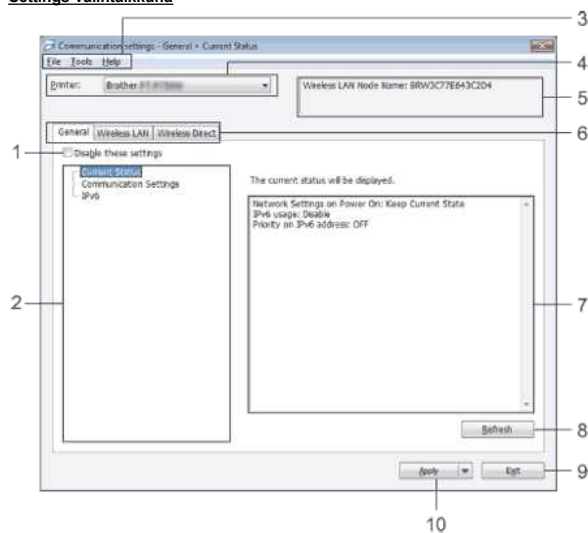 Settings-valintaikkuna
3
Communication settings - General > Current Status
File Tools Help
4
Printer: Brother
Wireless LAN Node Name: BRW3C77E643C2D4
5
General Wireless LAN Wireless Direct
6
1
Disable these settings
Current Status
Communication Settings
IPv6
The current status will be displayed.
Network Settings on Power On: Keep Current State
IPv6 usage: Disable
Priority on IPv6 address: OFF
2
7
Refresh
8
Apply
Exit
9
10